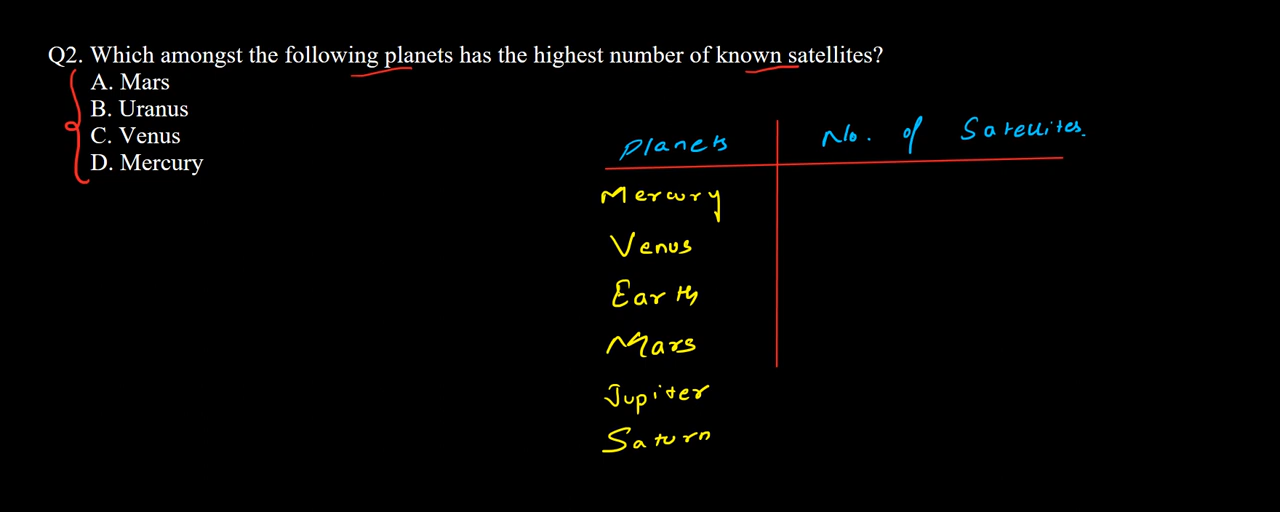 Q2. Which amongst the following planets has the highest number of known satellites?
A. Mars
B. Uranus
C. Venus
D. Mercury
Planets No. of Satellites.
Mercury
Venus
Earth
Mars
Jupiter
Saturn